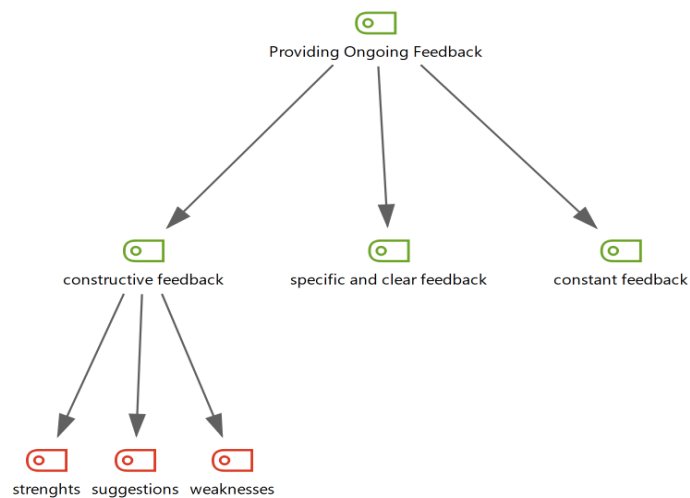 Providing Ongoing Feedback
constructive feedback
specific and clear feedback
constant feedback
strenghts
suggestions
weaknesses